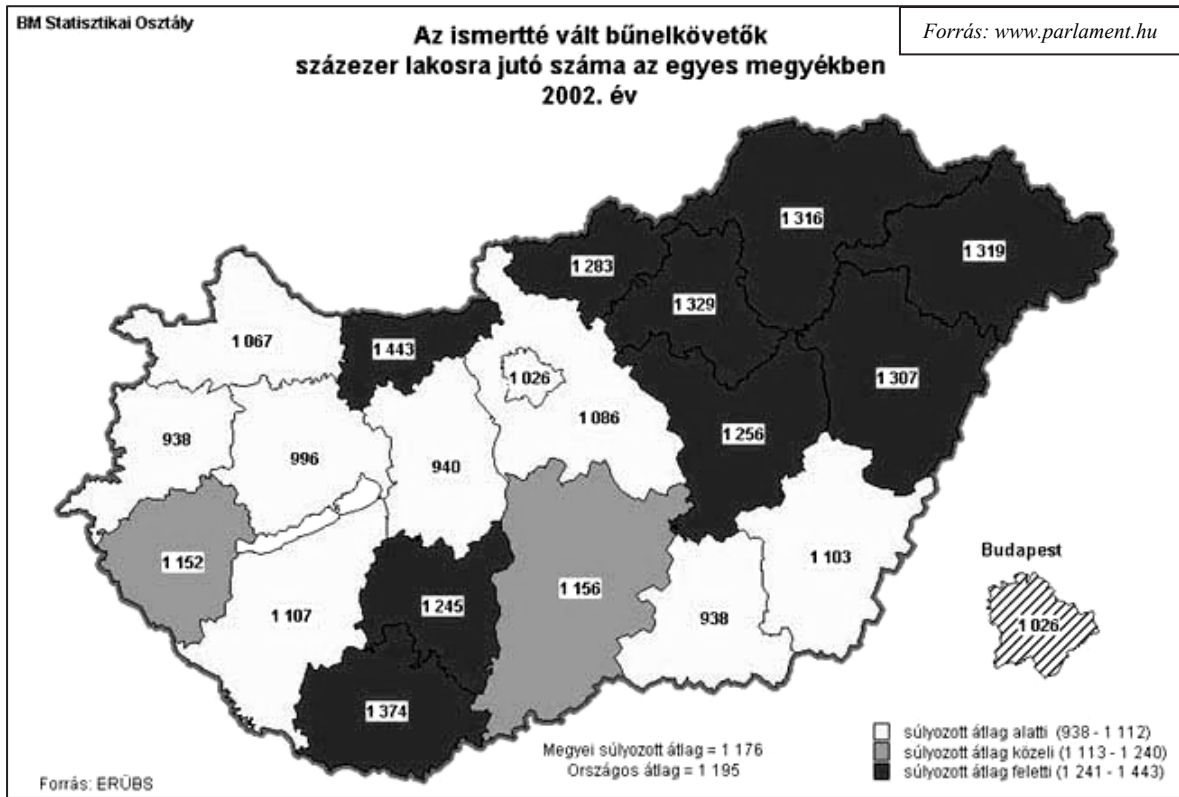 BM Statisztikai Osztály
Forrás: www.parlament.hu
Az ismertté vált bűnelkövetők
százezer lakosra jutó száma az egyes megyékben
2002. év
1 316
1 283
1 319
1 329
1 067
1 443
1 026
1 307
1 086
938
1 256
996
940
1 152
1 103
Budapest
1 156
1 245
1 107
938
1 026
1 374
Megyei súlyozott átlag = 1 176
Országos átlag = 1 195
súlyozott átlag alatti (938 - 1 112)
súlyozott átlag közeli (1 113 - 1 240)
súlyozott átlag feletti (1 241 - 1 443)
Forrás: ERÜBS